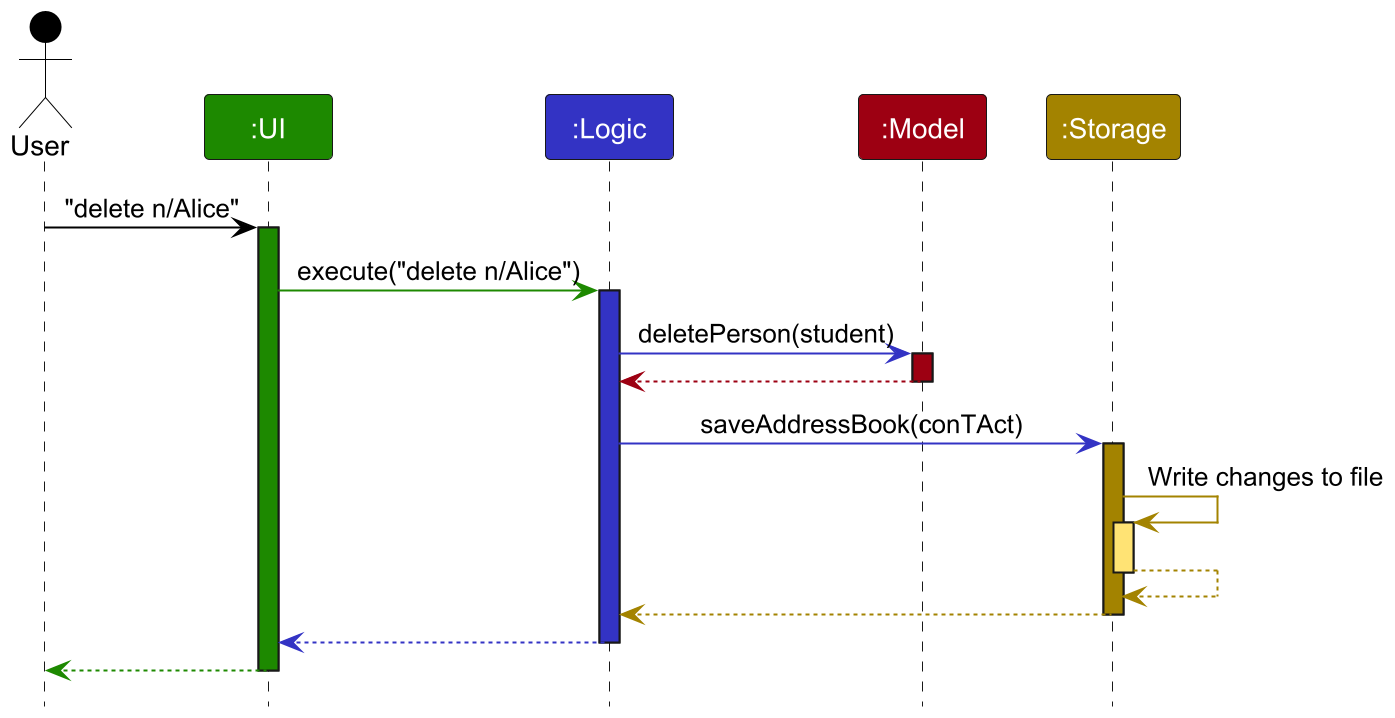 User
:UI
:Logic
:Model
:Storage
"delete n/Alice"
execute("delete n/Alice")
deletePerson(student)
saveAddressBook(conTAct)
Write changes to file